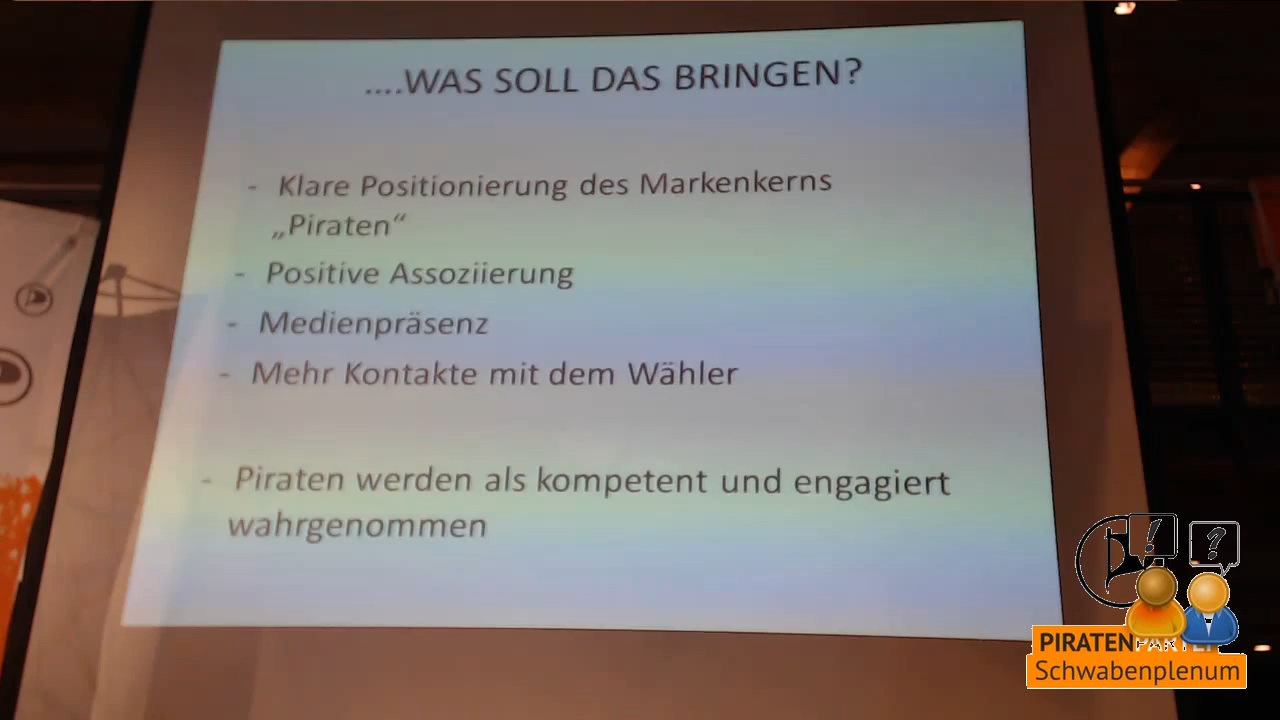 ....WAS SOLL DAS BRINGEN?
- Klare Positionierung des Markenkerns
„Piraten“
- Positive Assoziierung
- Medienpräsenz
- Mehr Kontakte mit dem Wähler
- Piraten werden als kompetent und engagiert
wahrgenommen
! ?
PIRATENPARTEI
Schwabenplenum